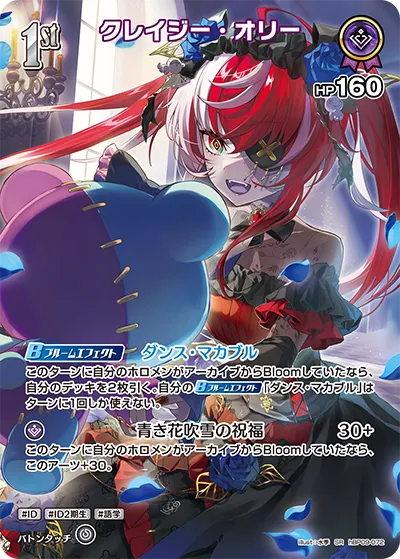 1st
クレイジー・オリー
HP160
Bブルームエフェクト ダンス・マカブル
このターンに自分のホロメンがアーカイブからBloomしていたなら、
自分のデッキを2枚引く。自分のBブルームエフェクト「ダンス・マカブル」は
ターンに1回しか使えない。
青き花吹雪の祝福 30+
このターンに自分のホロメンがアーカイブからBloomしていたなら、
このアーツ+30。
#ID #ID2期生 #語学
バトンタッチ
illust:水季 SR hBP09-072